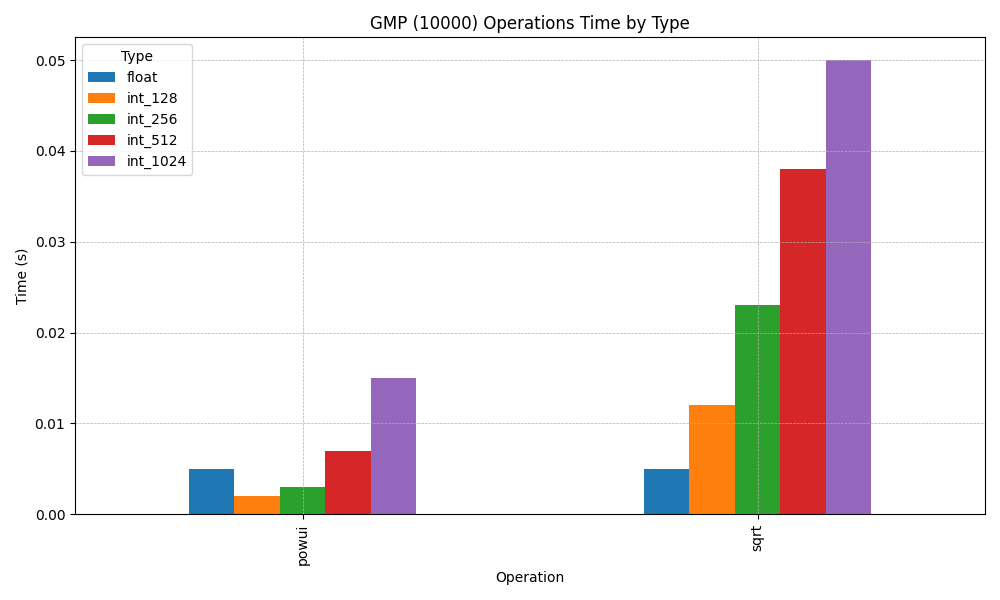 GMP (10000) Operations Time by Type
Type
float
int_128
int_256
int_512
int_1024
0.05
0.04
0.03
0.02
0.01
0.00
Time (s)
powui
sqrt
Operation